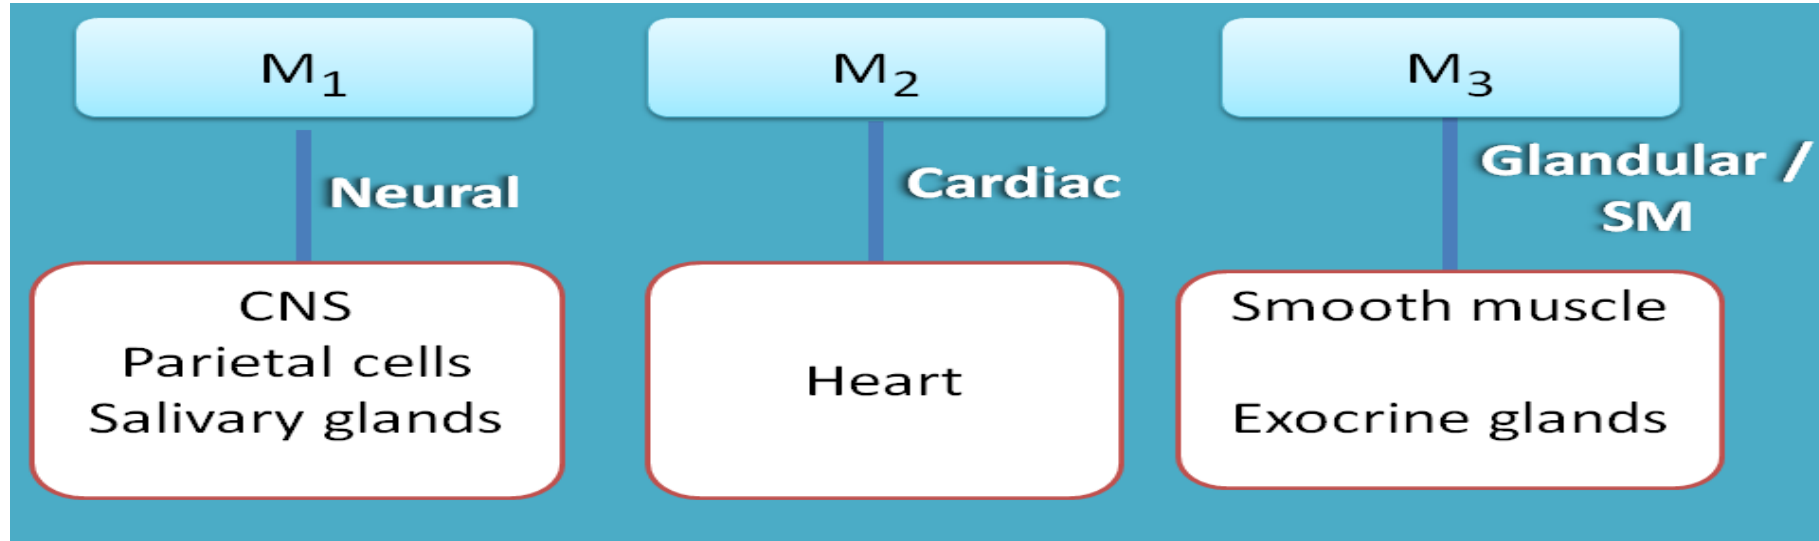 M₁
Neural
CNS
Parietal cells
Salivary glands
M₂
Cardiac
Heart
M₃
Glandular /
SM
Smooth muscle
Exocrine glands